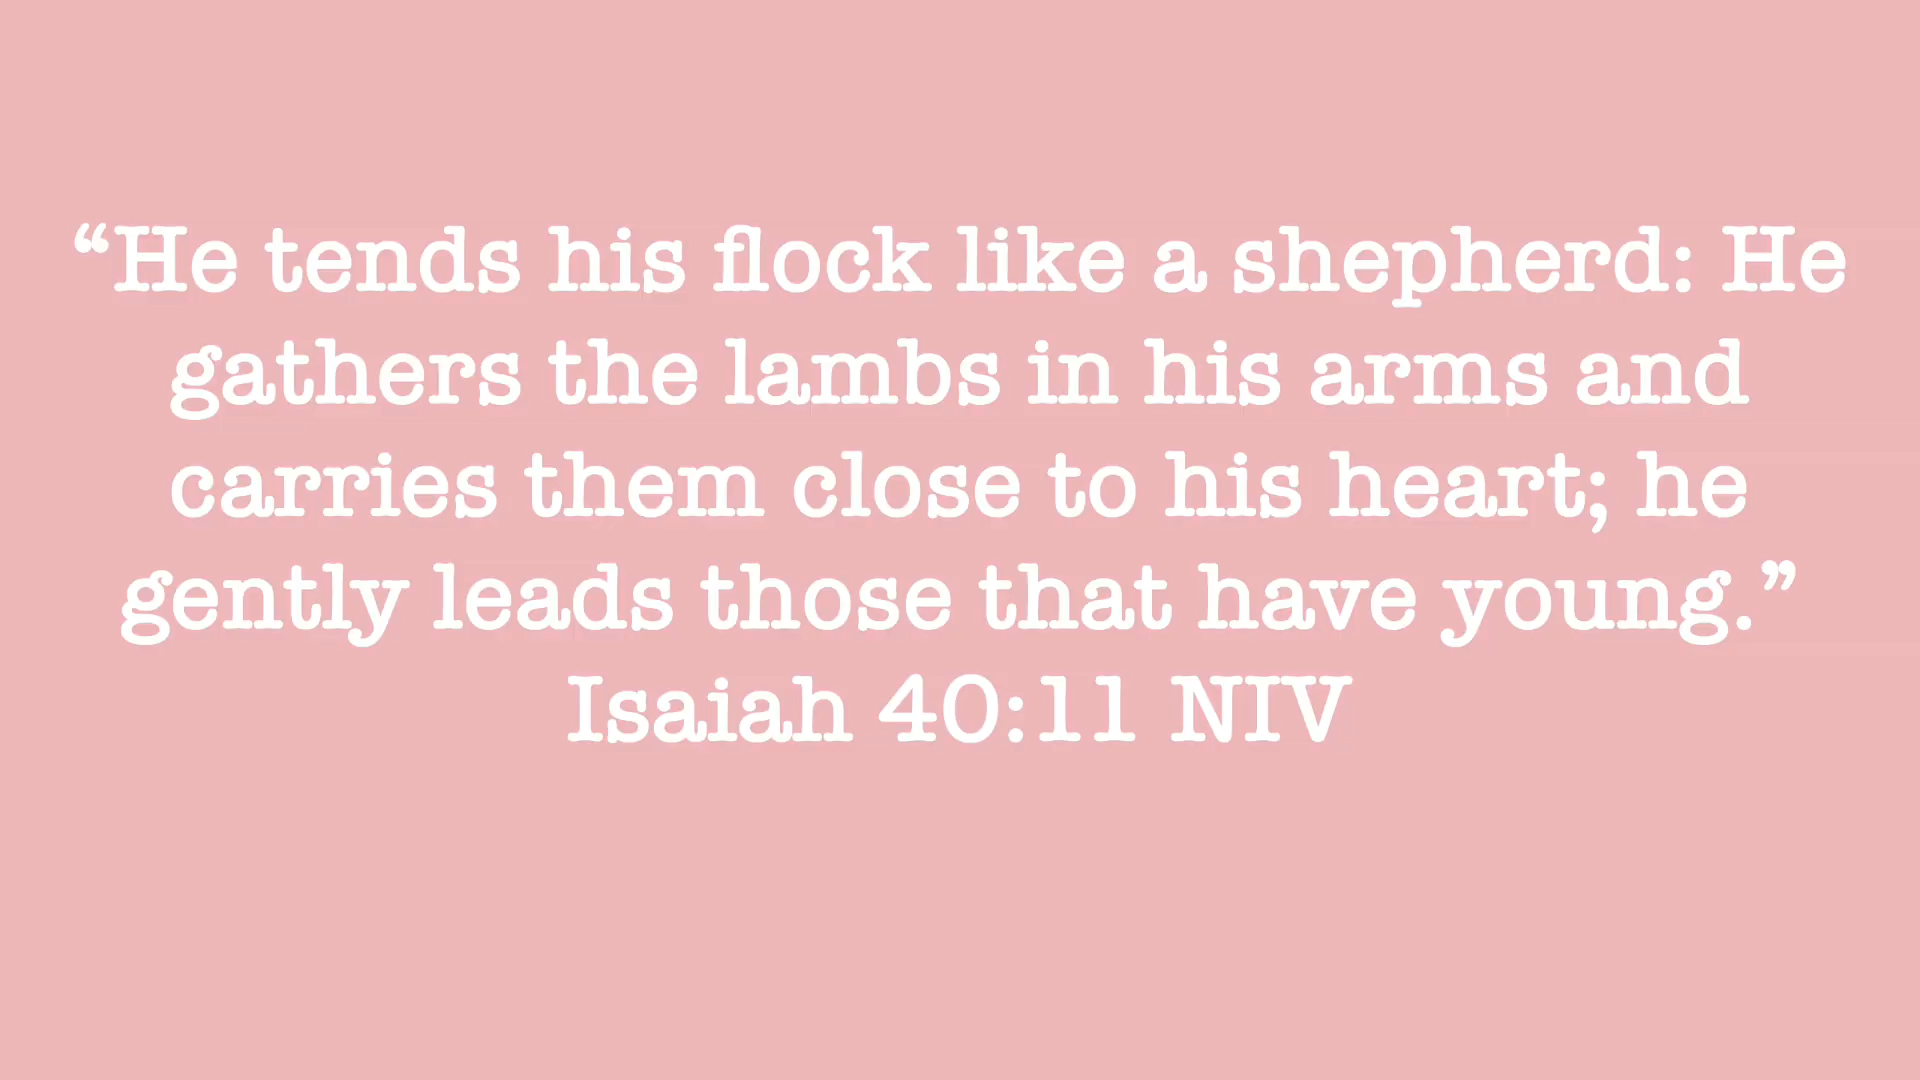 “He tends his flock like a shepherd: He
gathers the lambs in his arms and
carries them close to his heart; he
gently leads those that have young.”
Isaiah 40:11 NIV